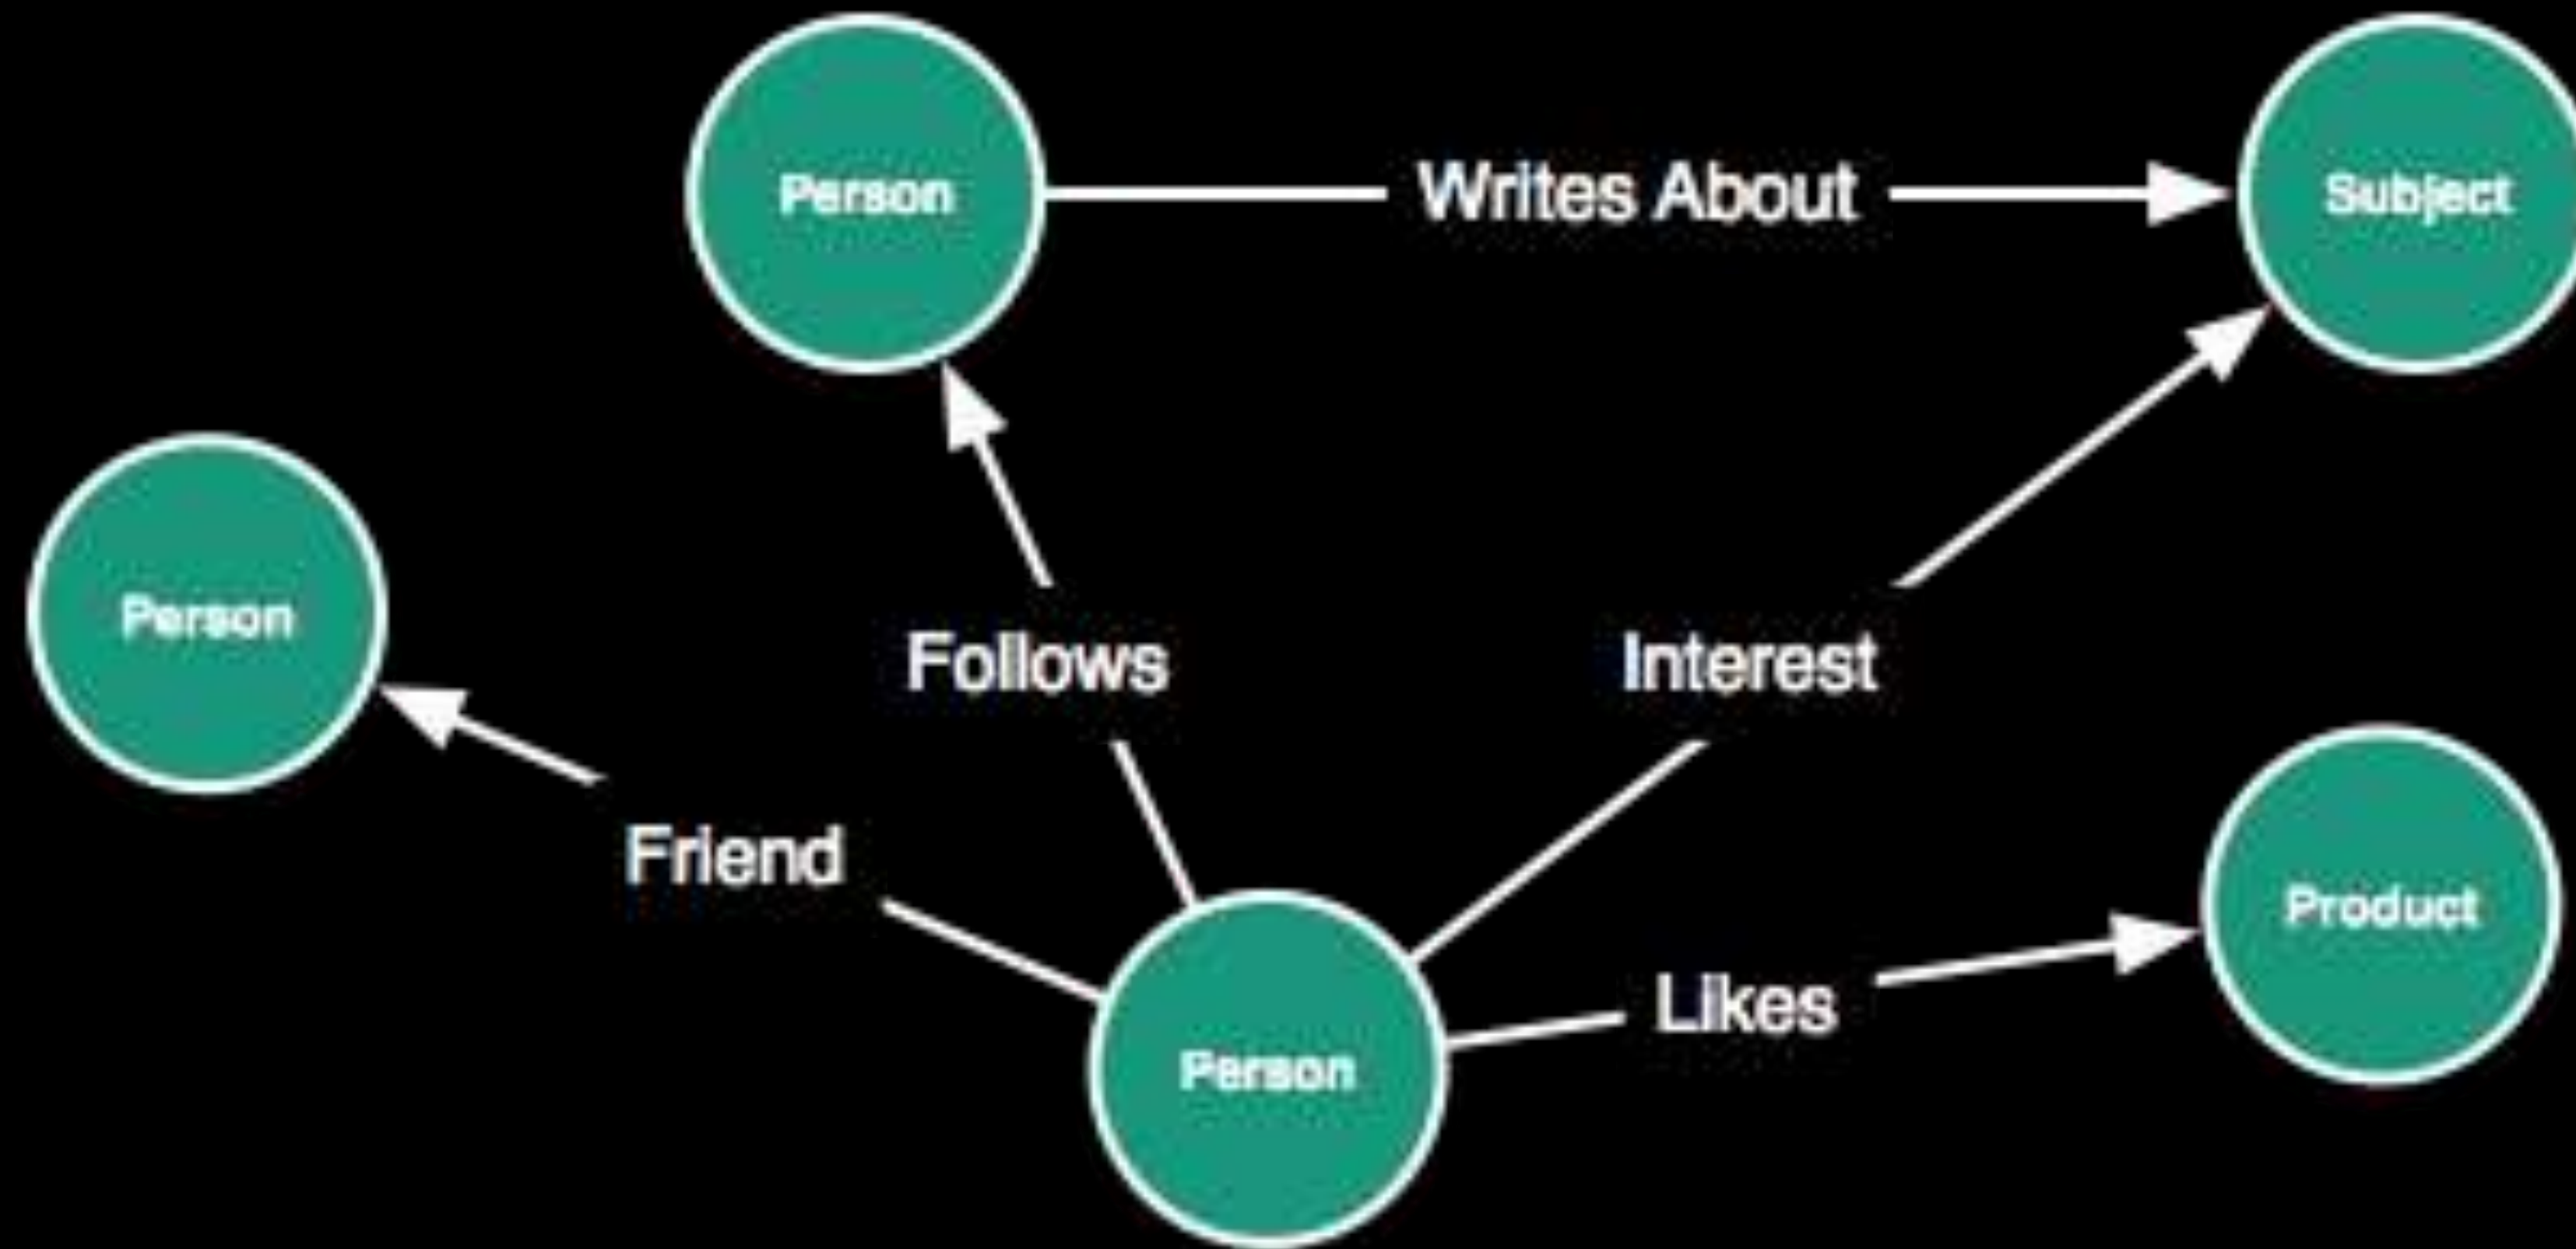 Person
Writes About
Subject
Person
Follows
Interest
Friend
Product
Likes
Person